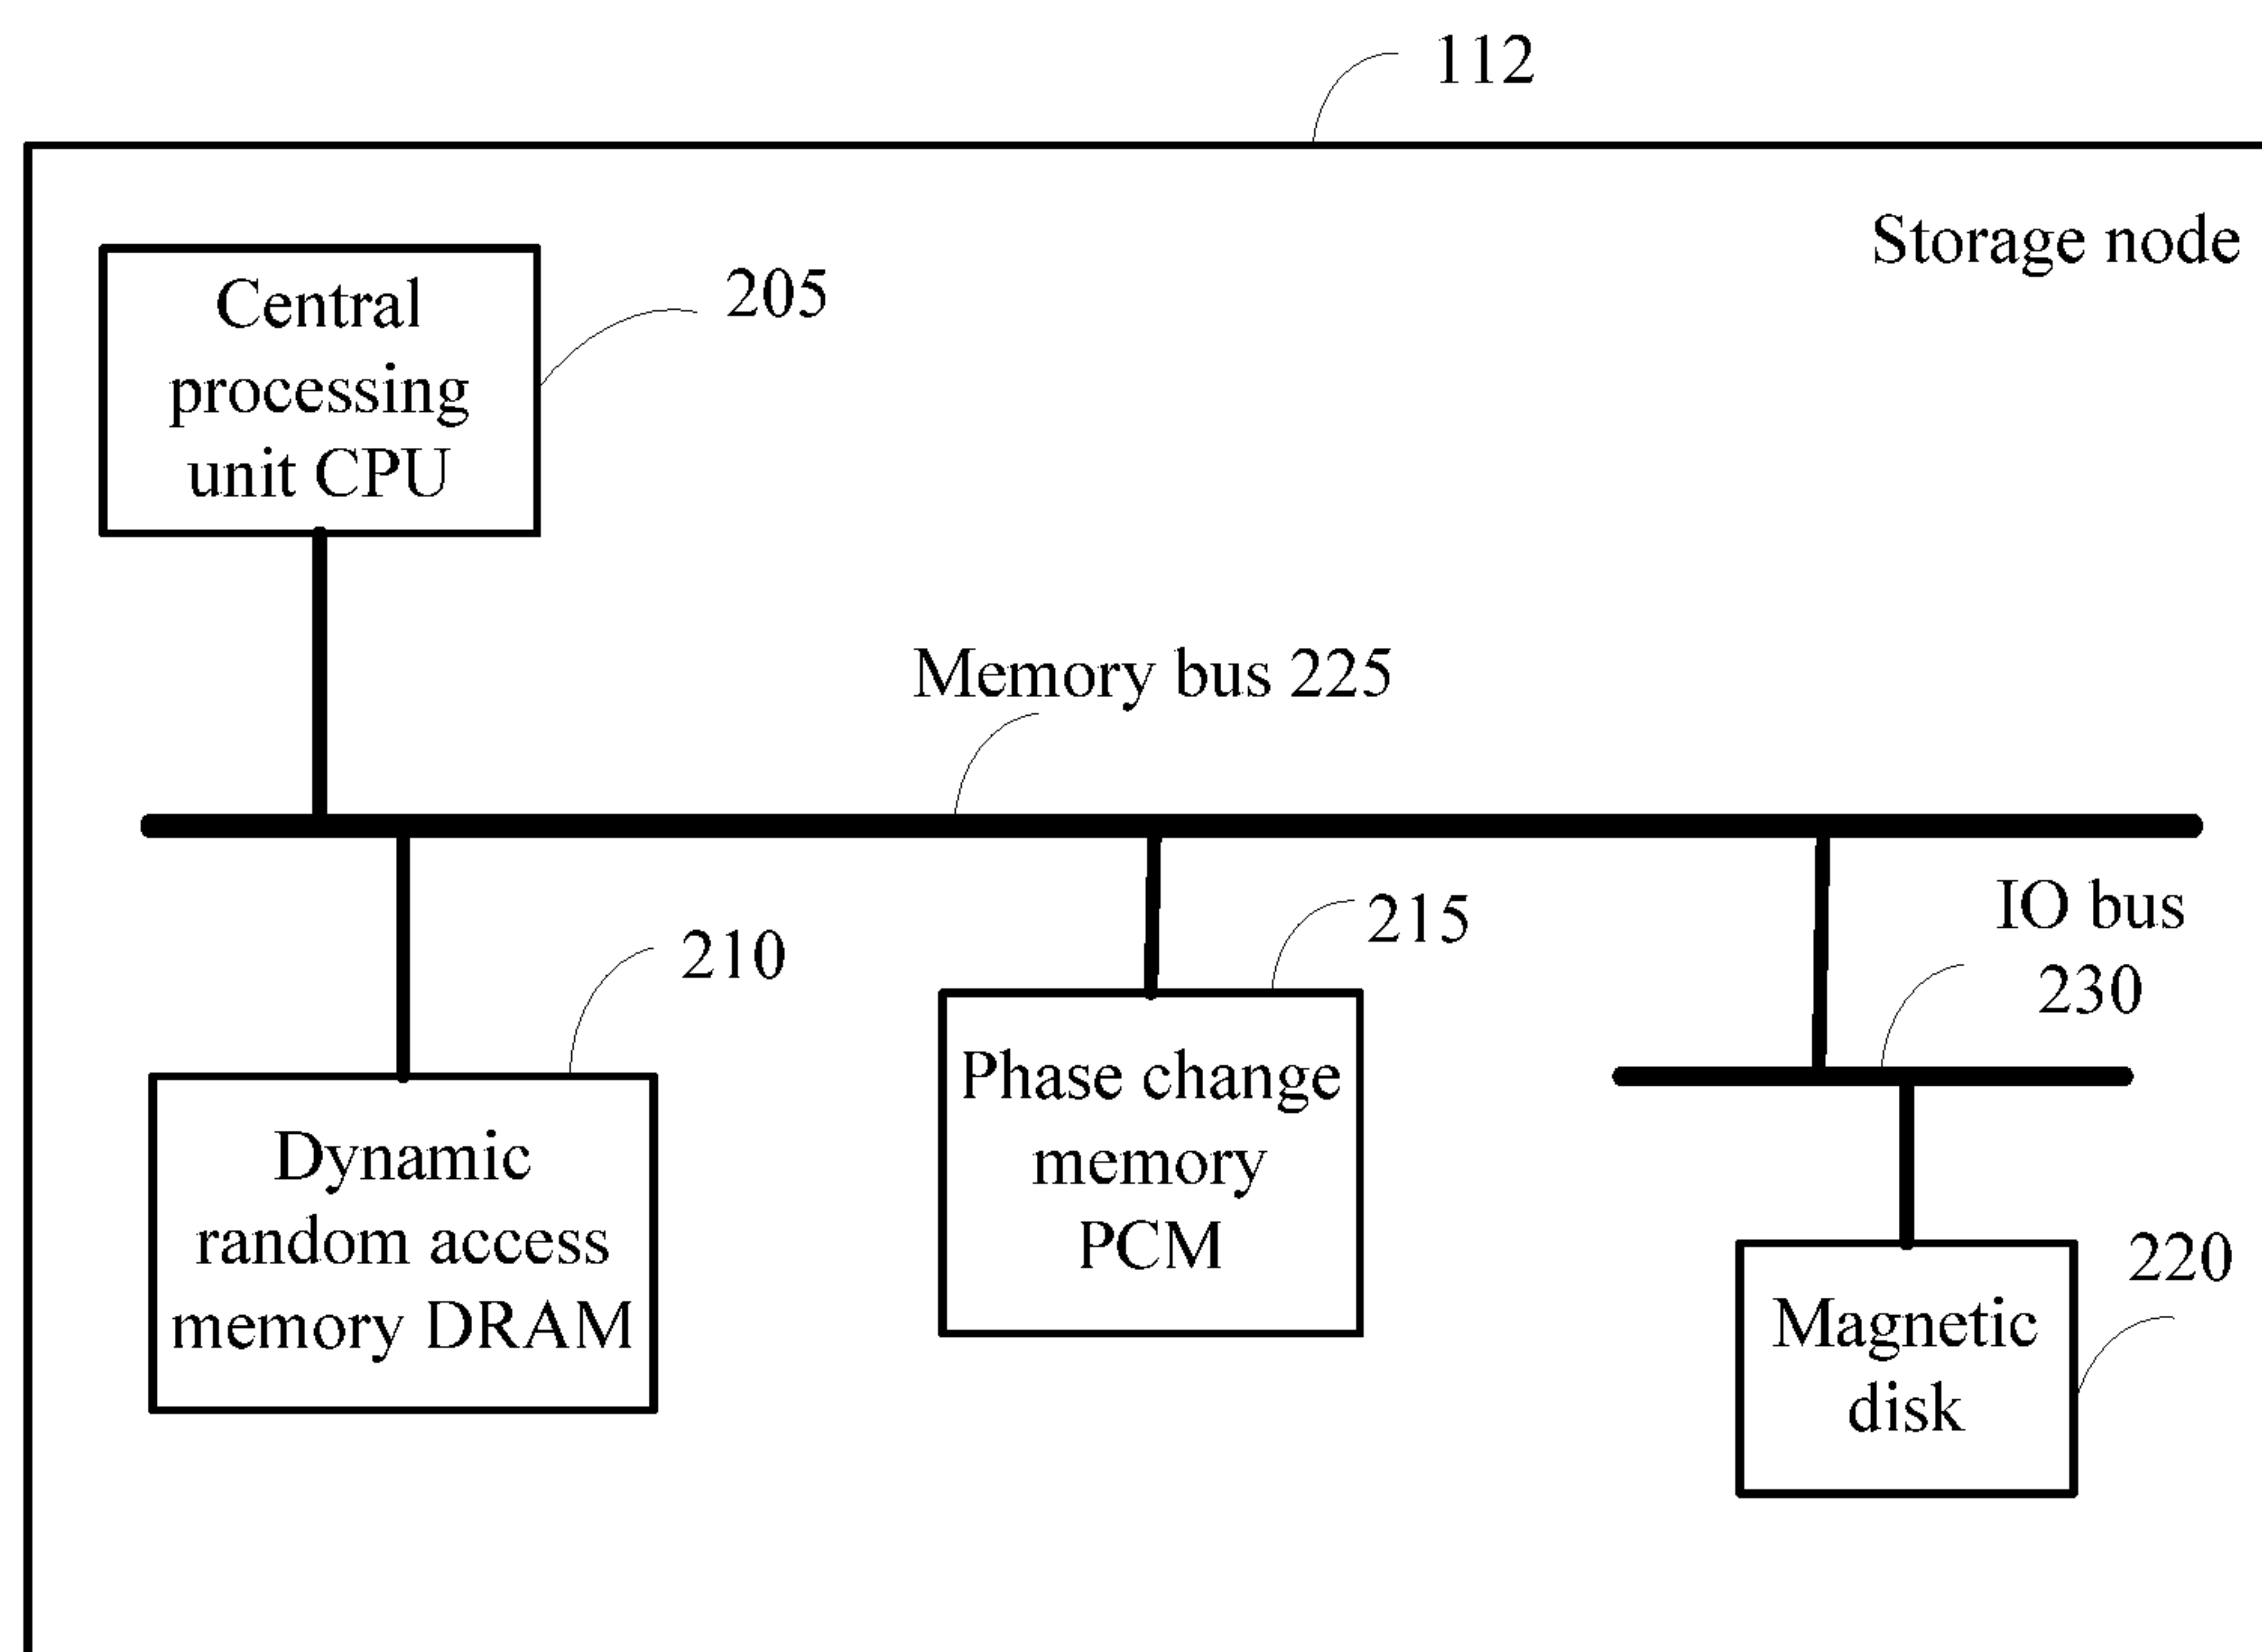 112
Storage node
Central
processing
unit CPU
205
Memory bus 225
210
215
IO bus
230
Dynamic
random access
memory DRAM
Phase change
memory
PCM
220
Magnetic
disk